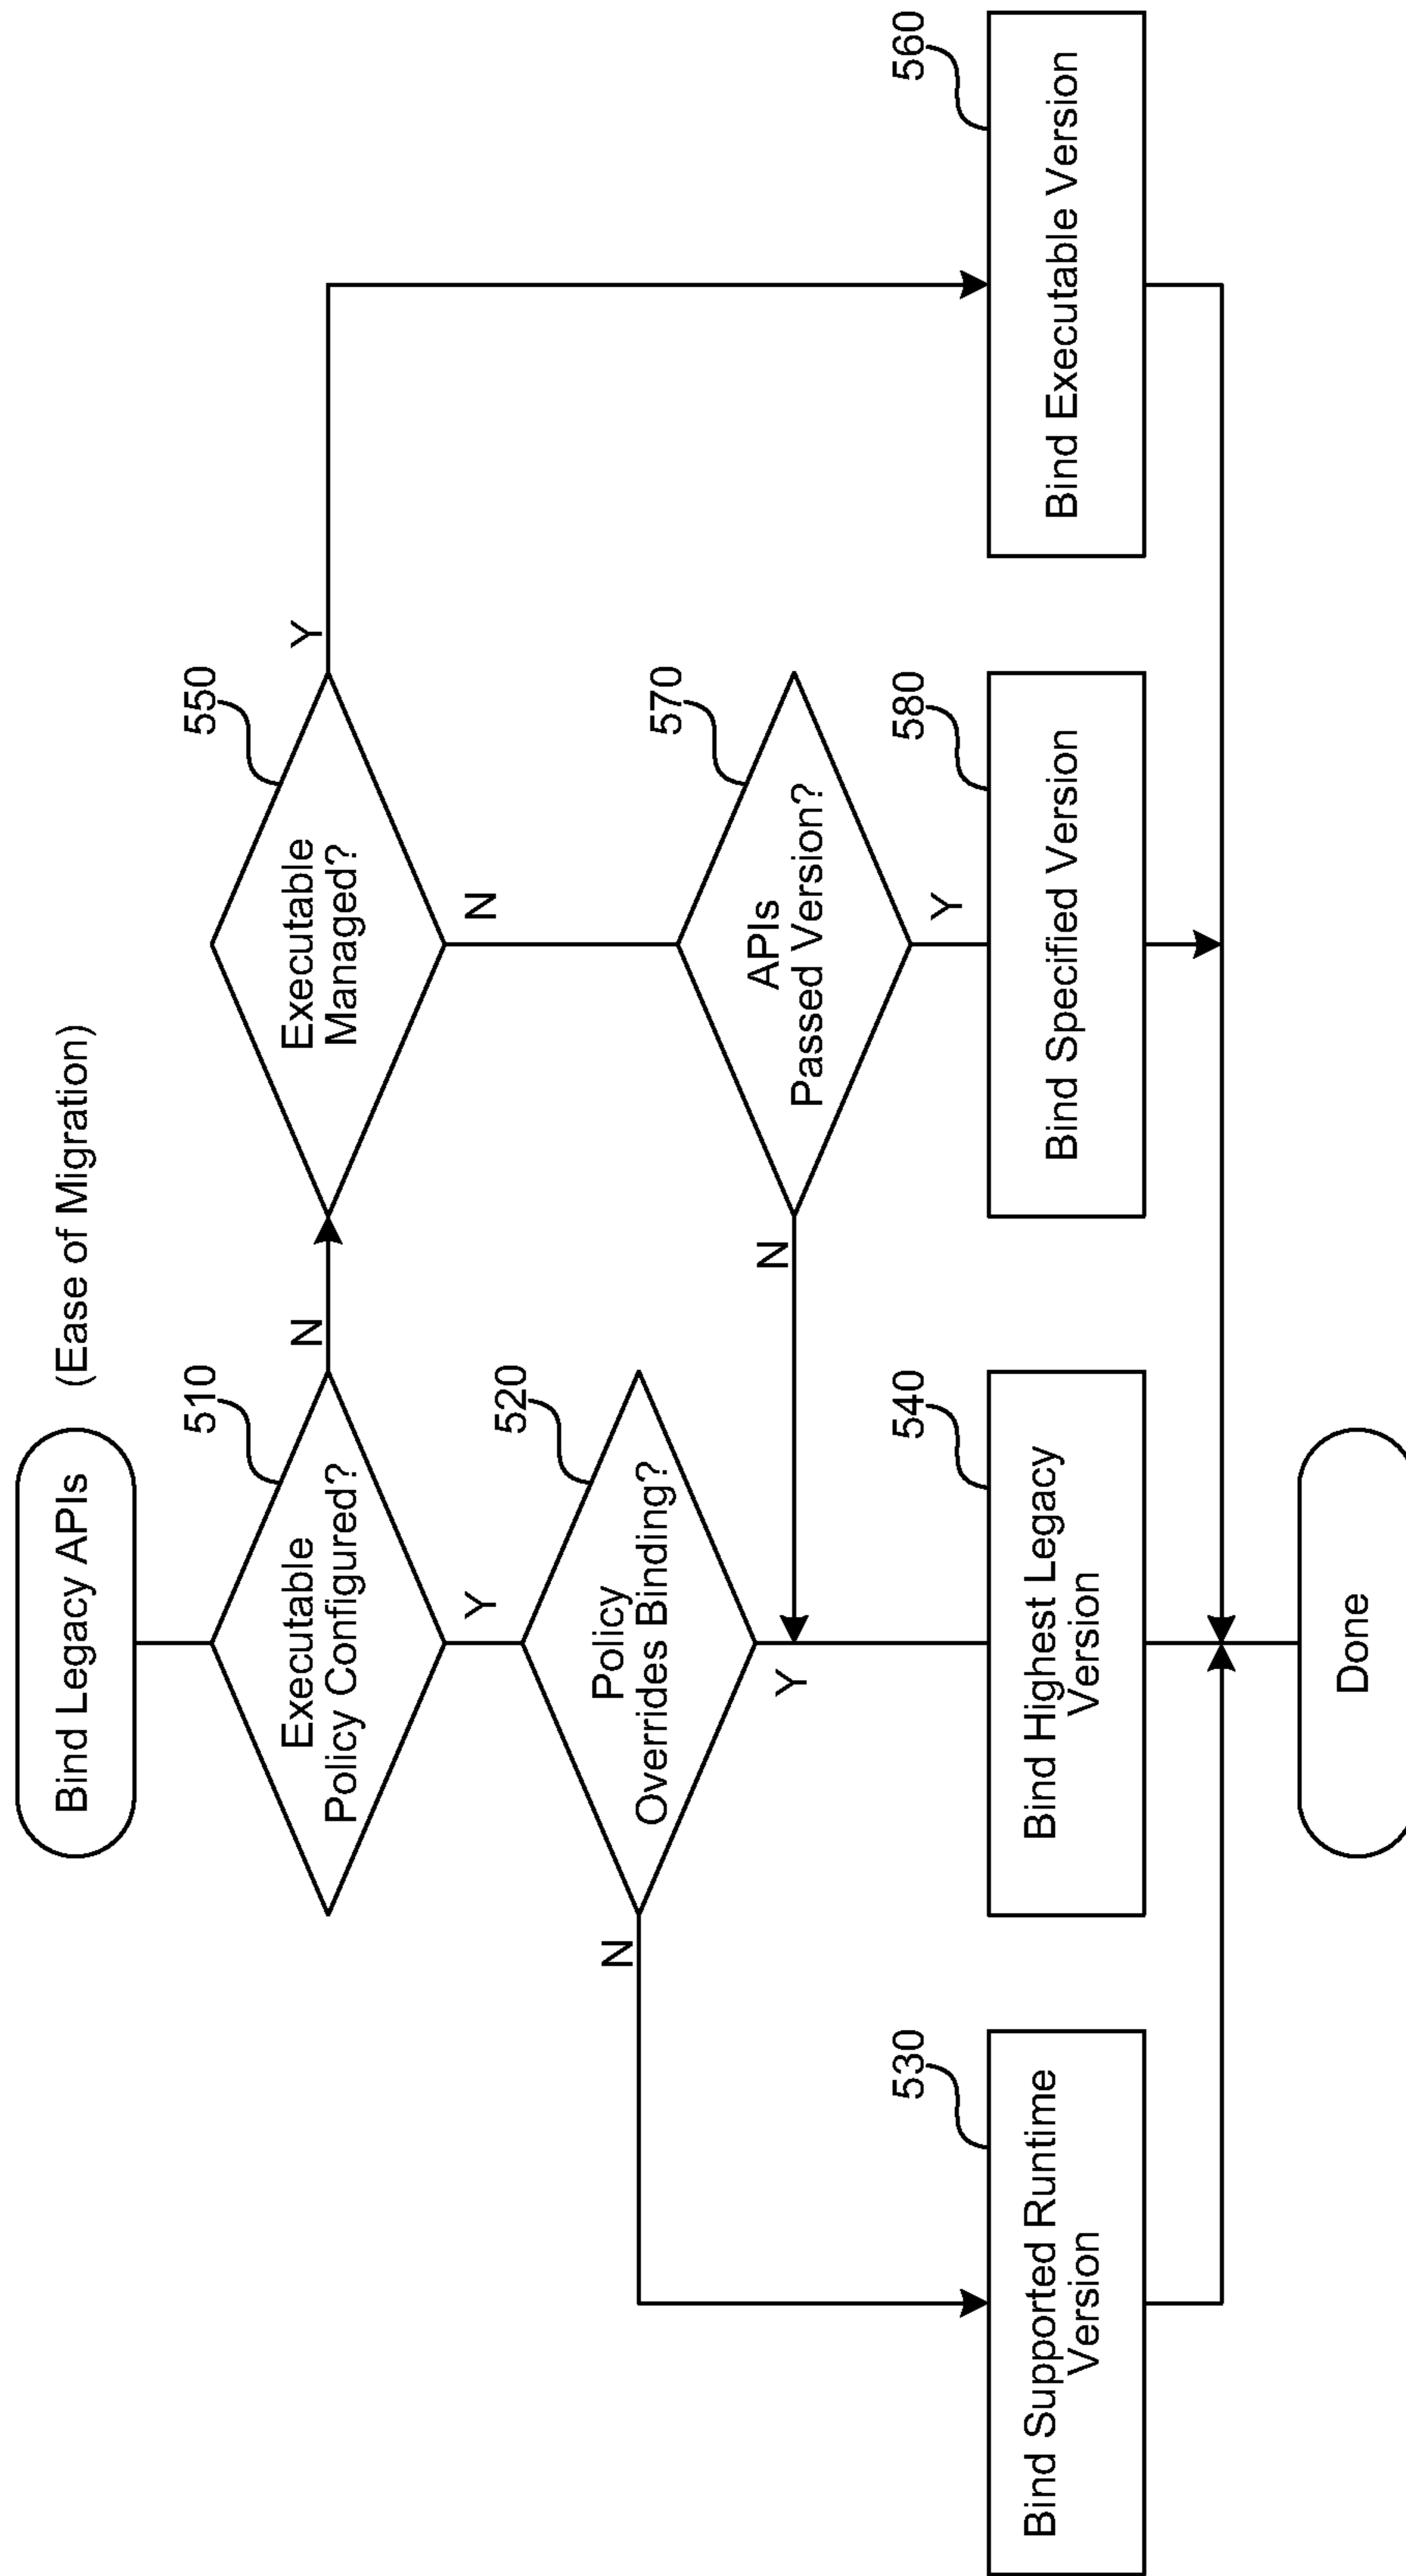 Bind Legacy APIs
(Ease of Migration)
510
Executable
Policy Configured?
N
550
Executable
Managed?
Y
Y
N
520
Policy
Overrides Binding?
N
Y
570
APIs
Passed Version?
N
Y
530
Bind Supported Runtime
Version
540
Bind Highest Legacy
Version
580
Bind Specified Version
560
Bind Executable Version
Done